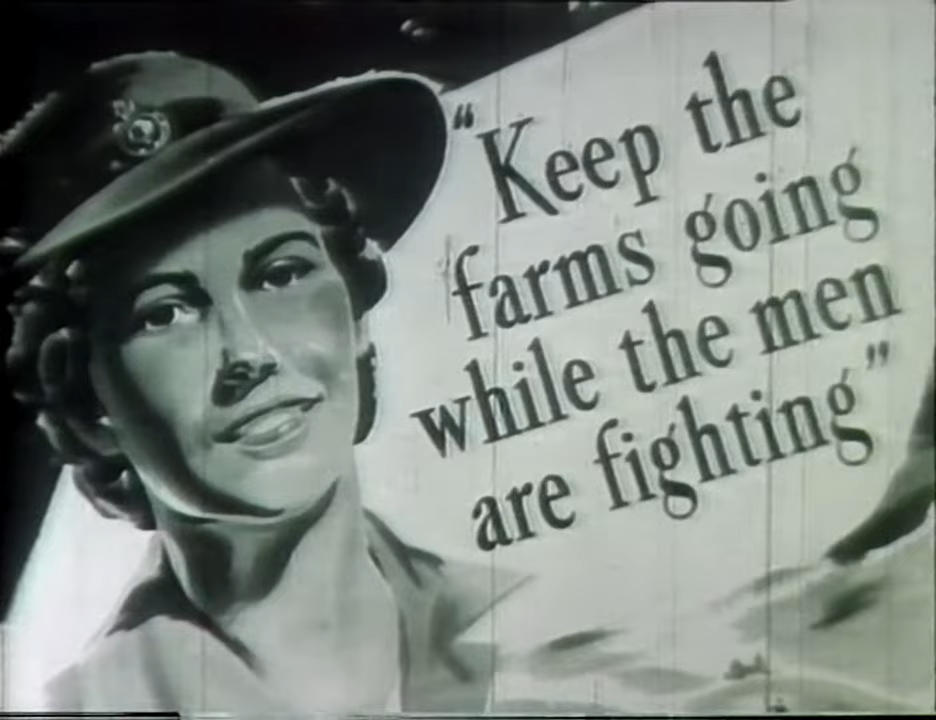 "Keep the
farms going
while the men
are fighting"